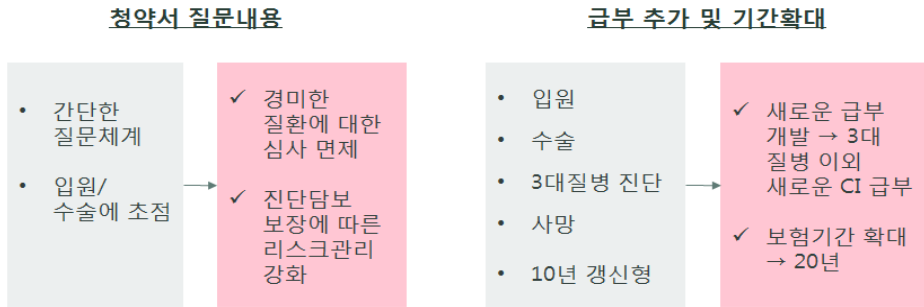 청약서 질문내용
• 간단한
질문체계
• 입원/
수술에 초점
✓ 경미한
질환에 대한
심사 면제
✓ 진단담보
보장에 따른
리스크관리
강화
급부 추가 및 기간확대
• 입원
• 수술
• 3대질병 진단
• 사망
• 10년 갱신형
✓ 새로운 급부
개발 → 3대
질병 이외
새로운 CI 급부
✓ 보험기간 확대
→ 20년